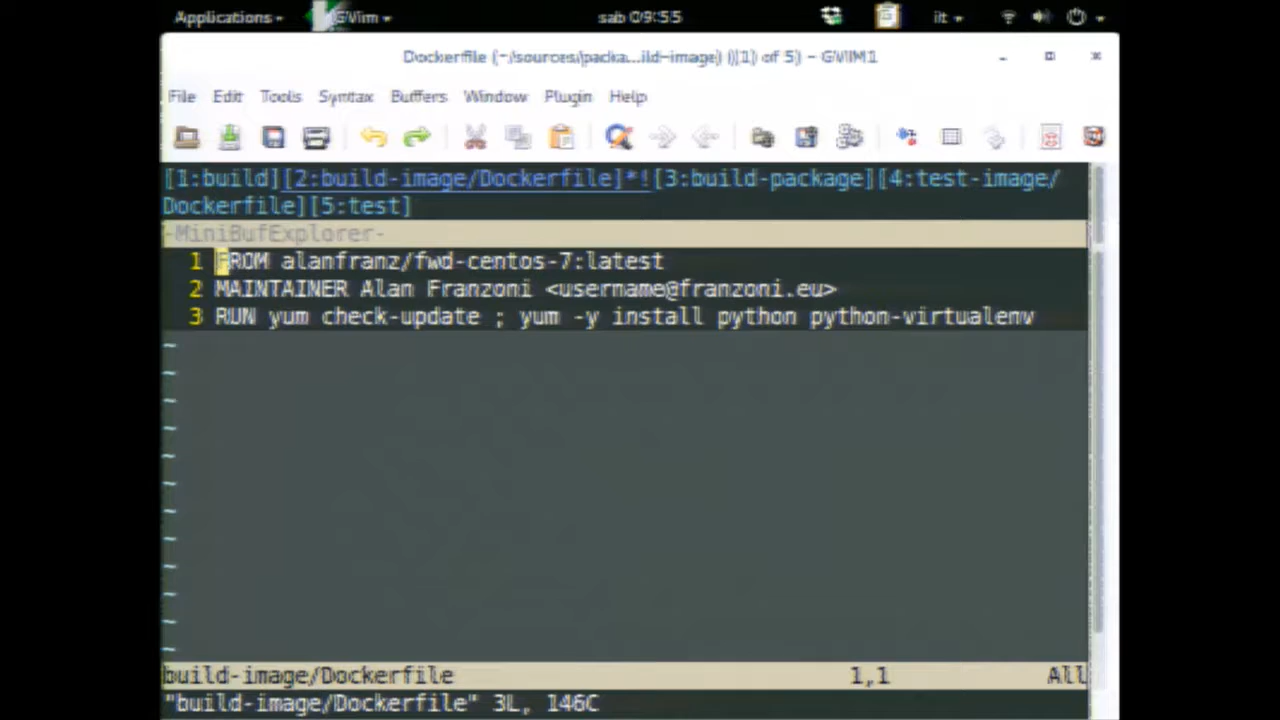 Applications GVim sab 09:55 it
Dockerfile (~/sources/packa...ild-image) ((1) of 5) - GVIM1
File Edit Tools Syntax Buffers Window Plugin Help
[1:build][2:build-image/Dockerfile]*![3:build-package][4:test-image/
Dockerfile][5:test]
-MiniBufExplorer-
1 FROM alanfranz/fwd-centos-7:latest
2 MAINTAINER Alan Franzoni <username@franzoni.eu>
3 RUN yum check-update ; yum -y install python python-virtualenv
~
~
~
~
~
~
~
~
~
~
~
~
build-image/Dockerfile 1,1 All
"build-image/Dockerfile" 3L, 146C